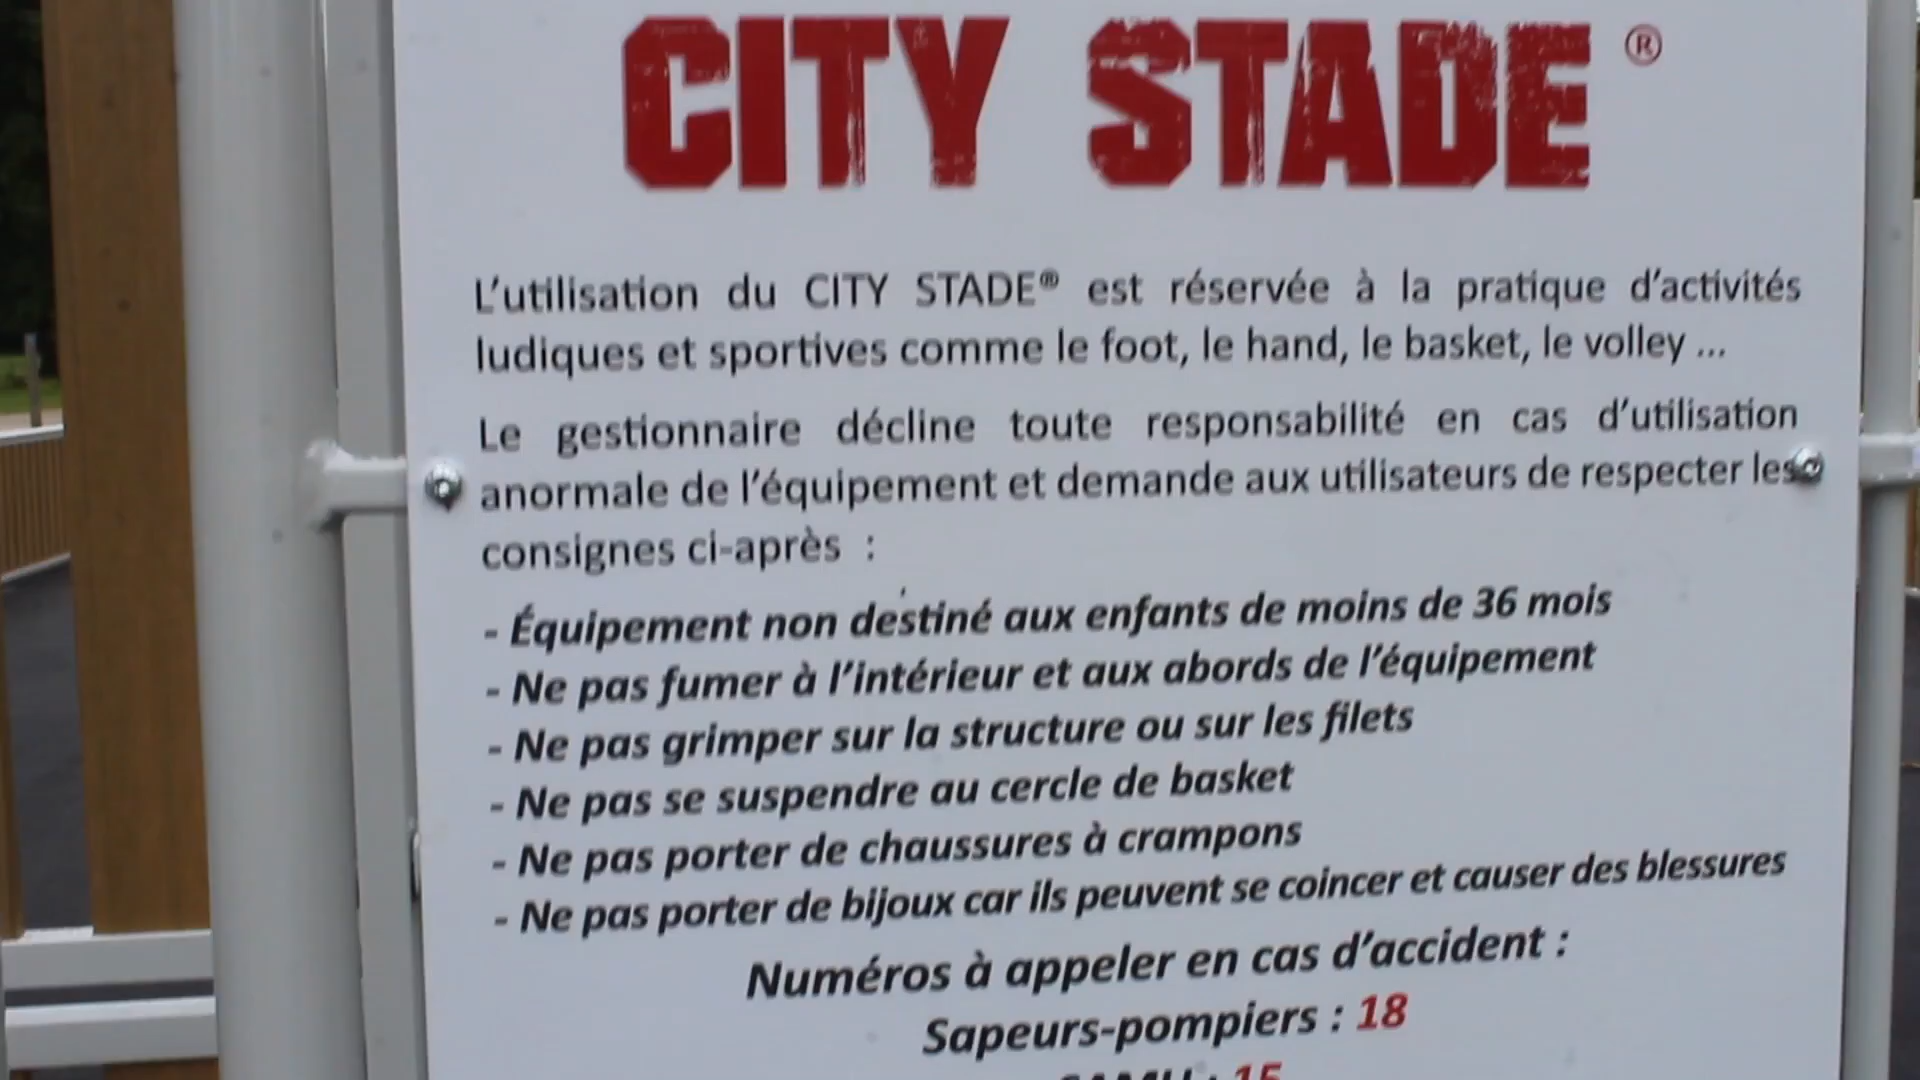 CITY STADE ®
L'utilisation du CITY STADE® est réservée à la pratique d'activités
ludiques et sportives comme le foot, le hand, le basket, le volley ...
Le gestionnaire décline toute responsabilité en cas d'utilisation
anormale de l'équipement et demande aux utilisateurs de respecter les
consignes ci-après :
- Équipement non destiné aux enfants de moins de 36 mois
- Ne pas fumer à l'intérieur et aux abords de l'équipement
- Ne pas grimper sur la structure ou sur les filets
- Ne pas se suspendre au cercle de basket
- Ne pas porter de chaussures à crampons
- Ne pas porter de bijoux car ils peuvent se coincer et causer des blessures
Numéros à appeler en cas d'accident :
Sapeurs-pompiers : 18
SAMU : 15